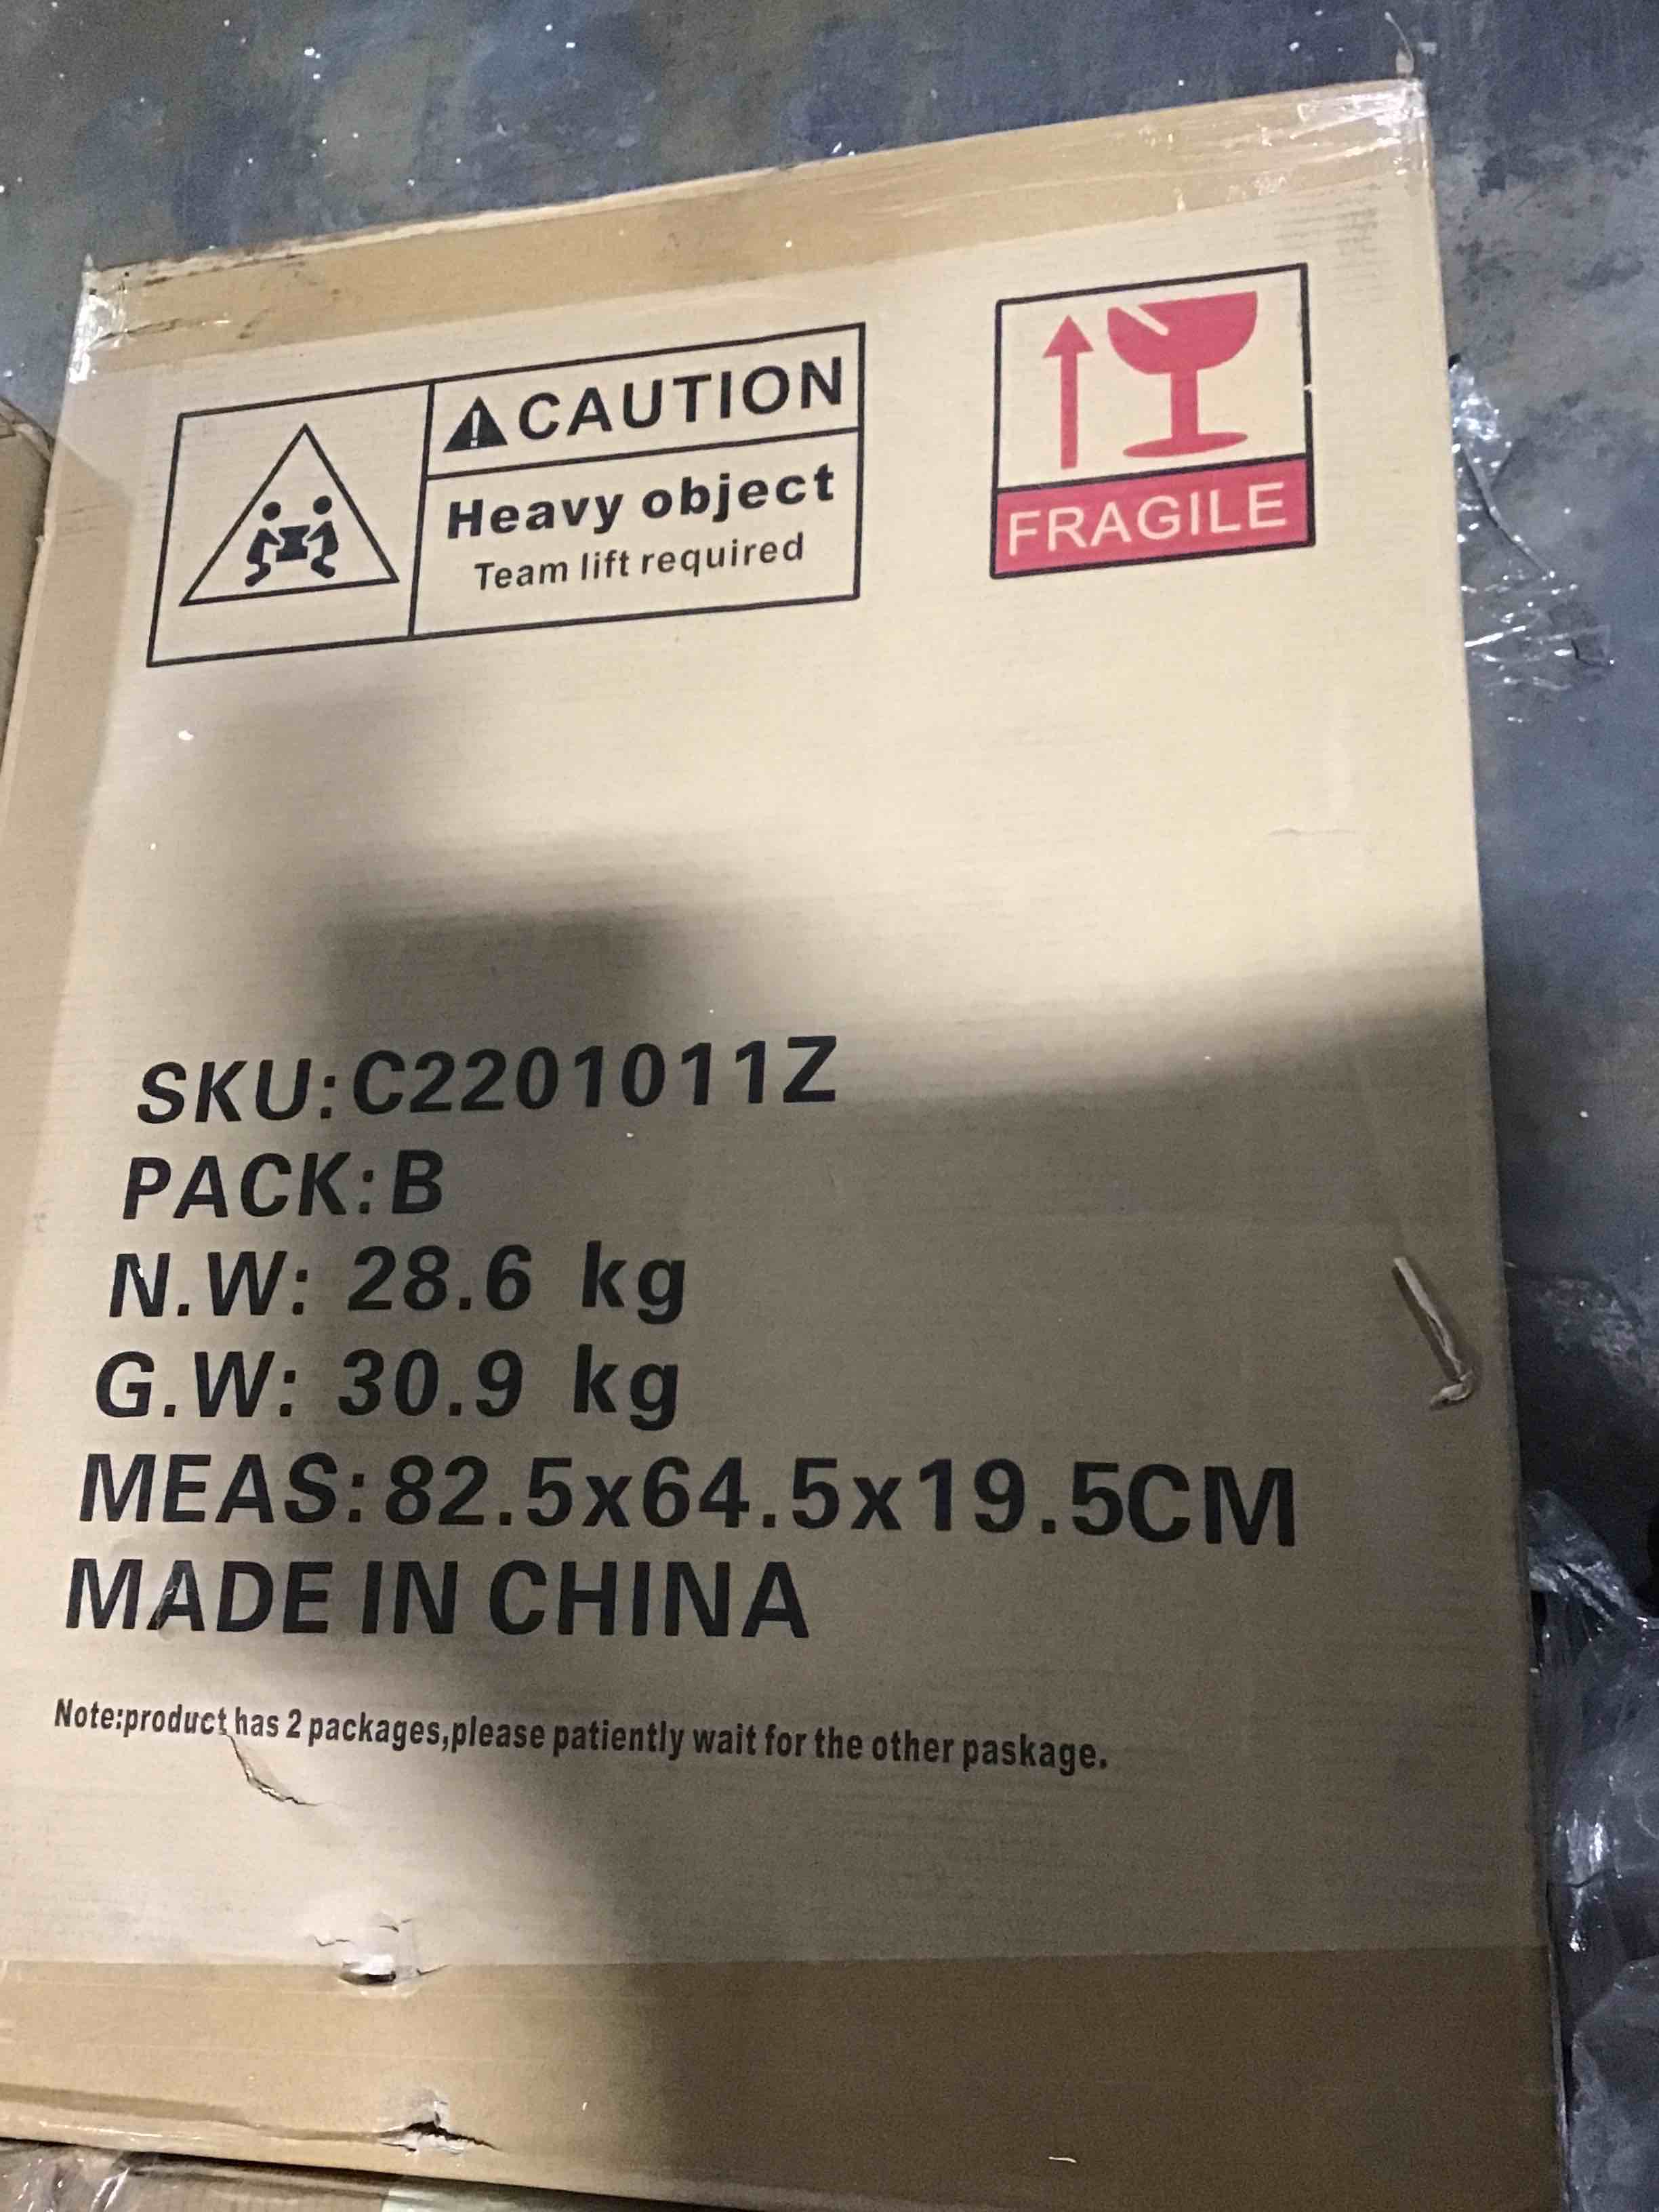 CAUTION
Heavy object
Team lift required
FRAGILE
SKU:C2201011Z
PACK:B
N.W: 28.6 kg
G.W: 30.9 kg
MEAS:82.5x64.5x19.5CM
MADE IN CHINA
Note:product has 2 packages,please patiently wait for the other paskage.